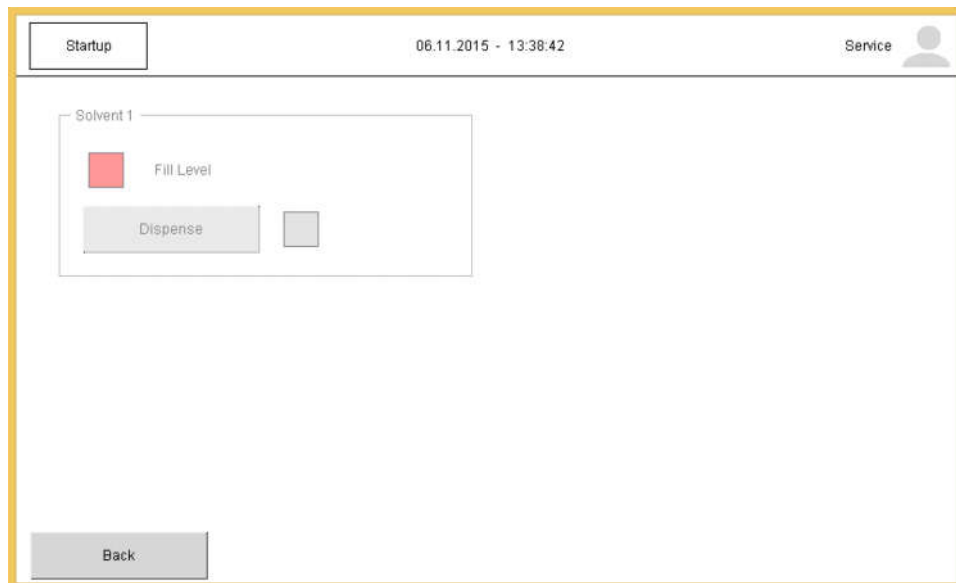 Startup
06.11.2015 - 13:38:42
Service
Solvent 1
Fill Level
Dispense
Back